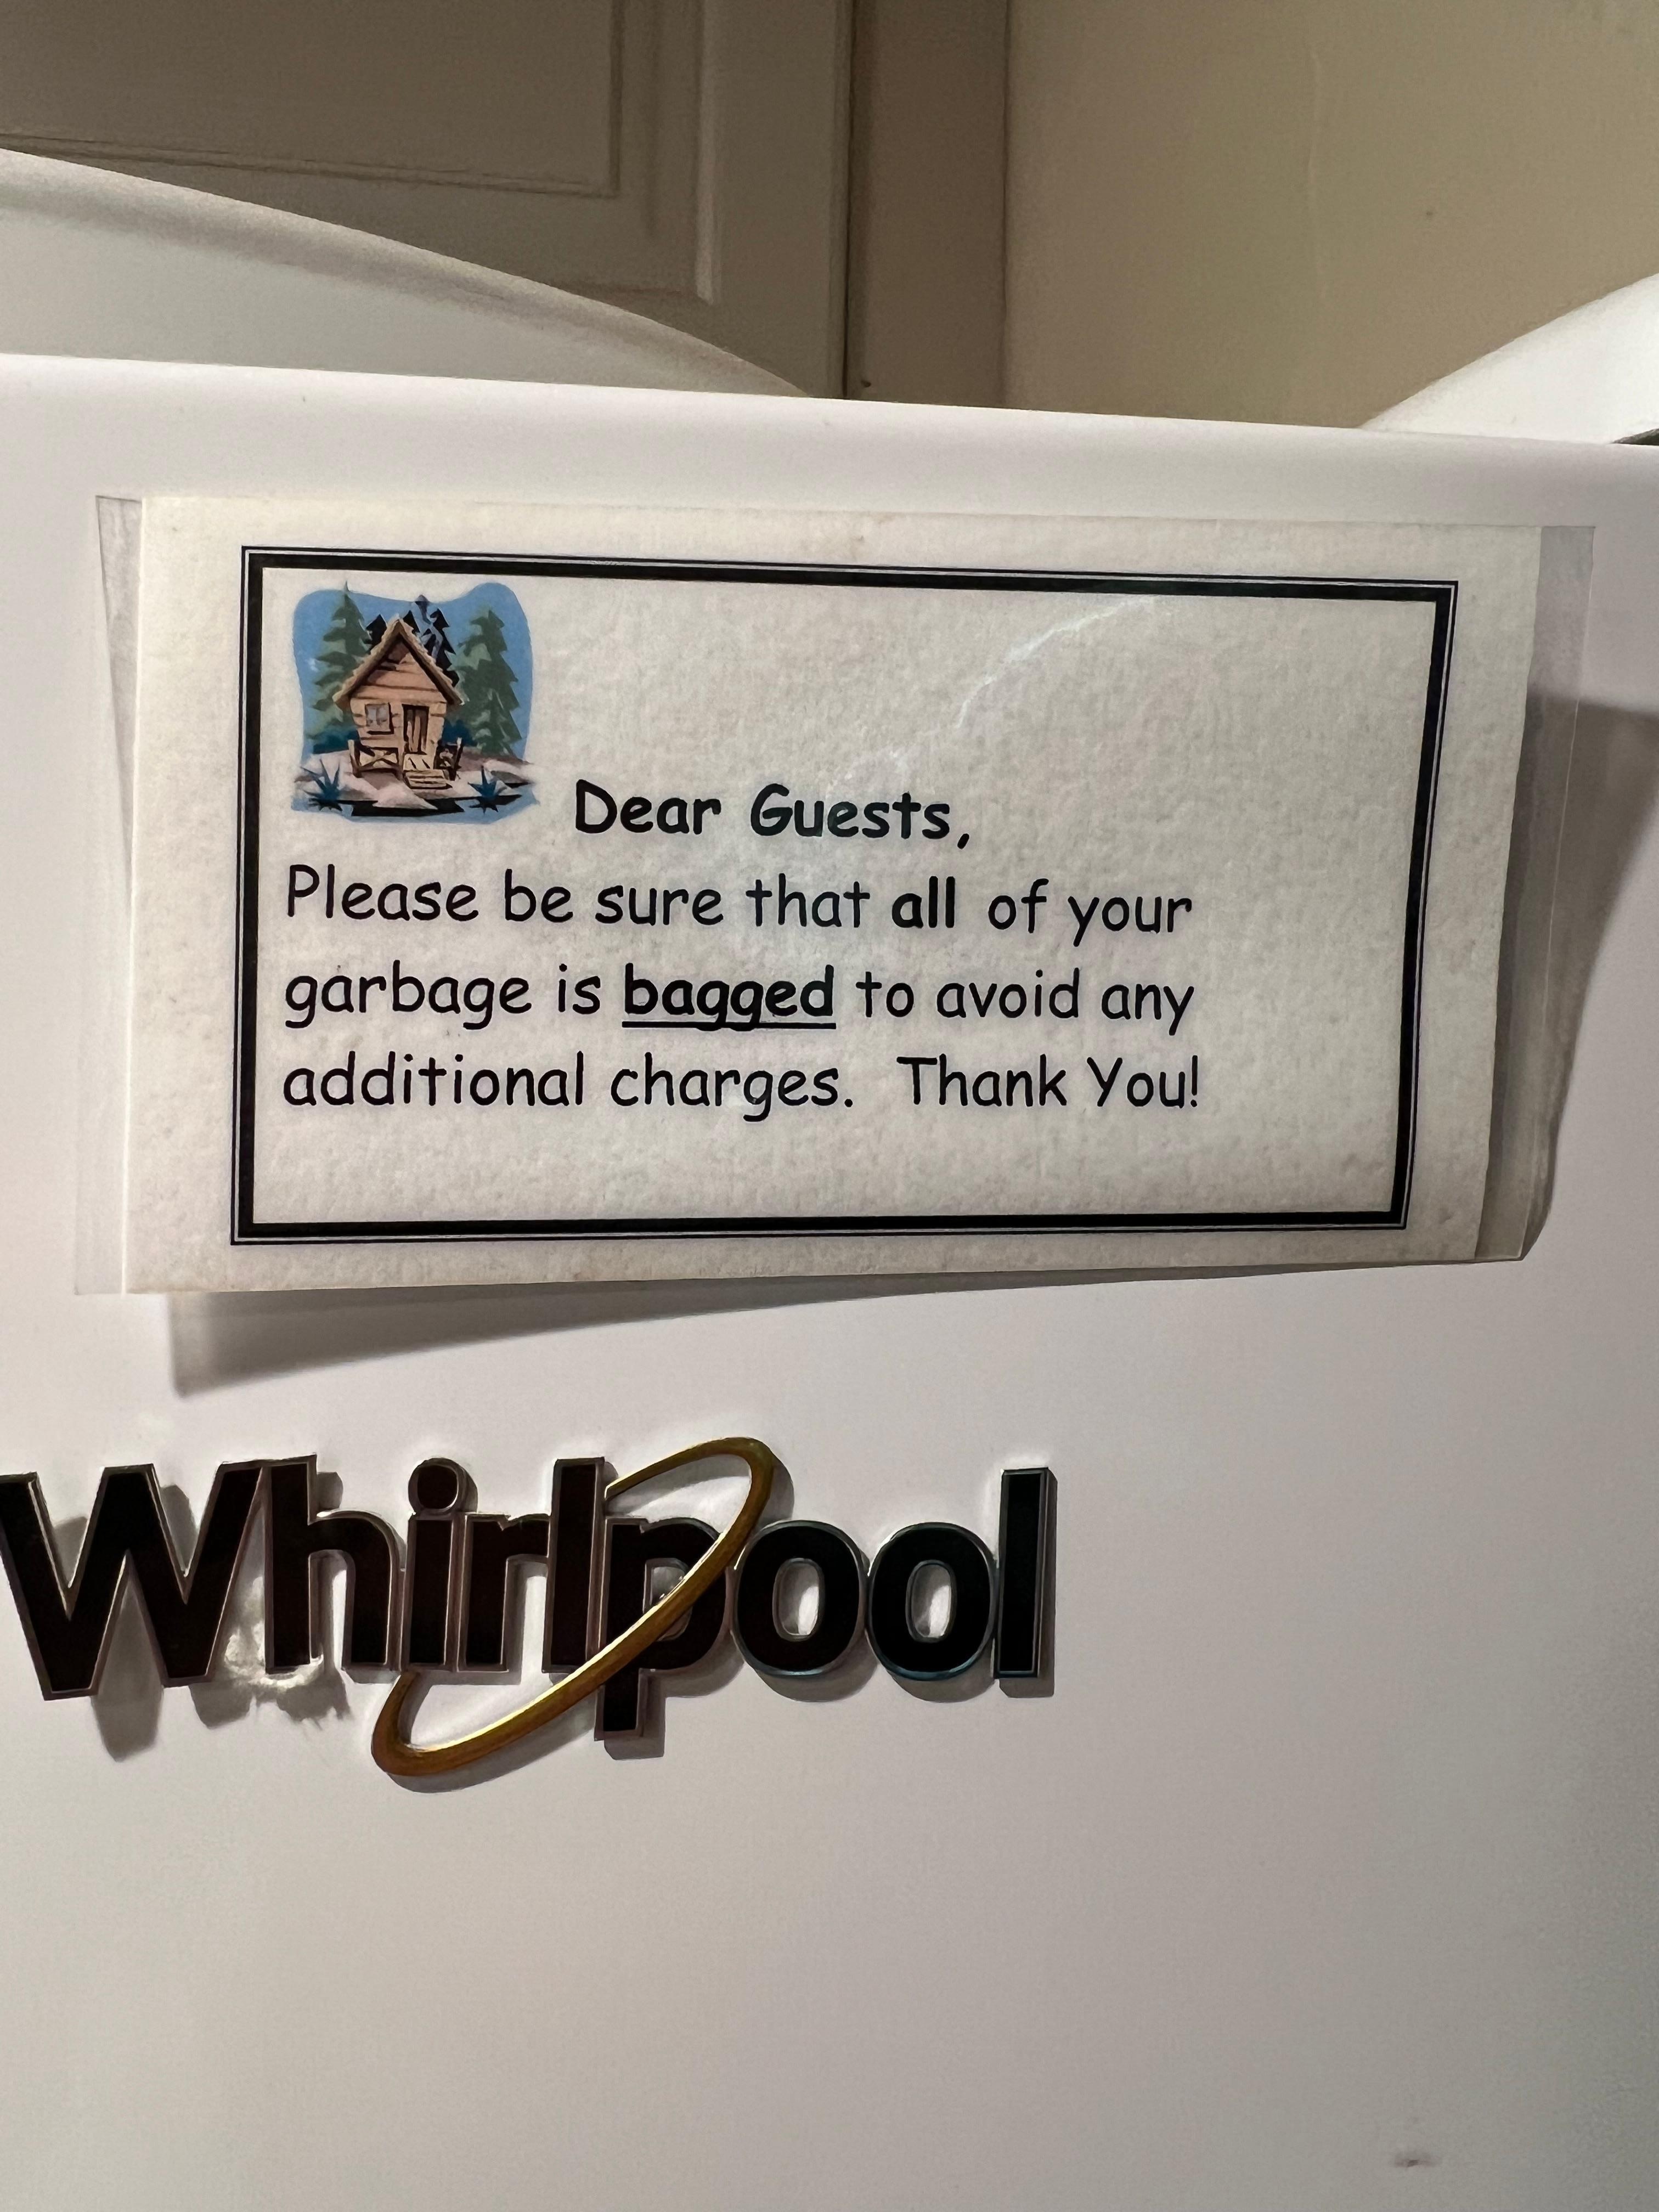 Dear Guests,
Please be sure that all of your
garbage is bagged to avoid any
additional charges.  Thank You!
Whirlpool